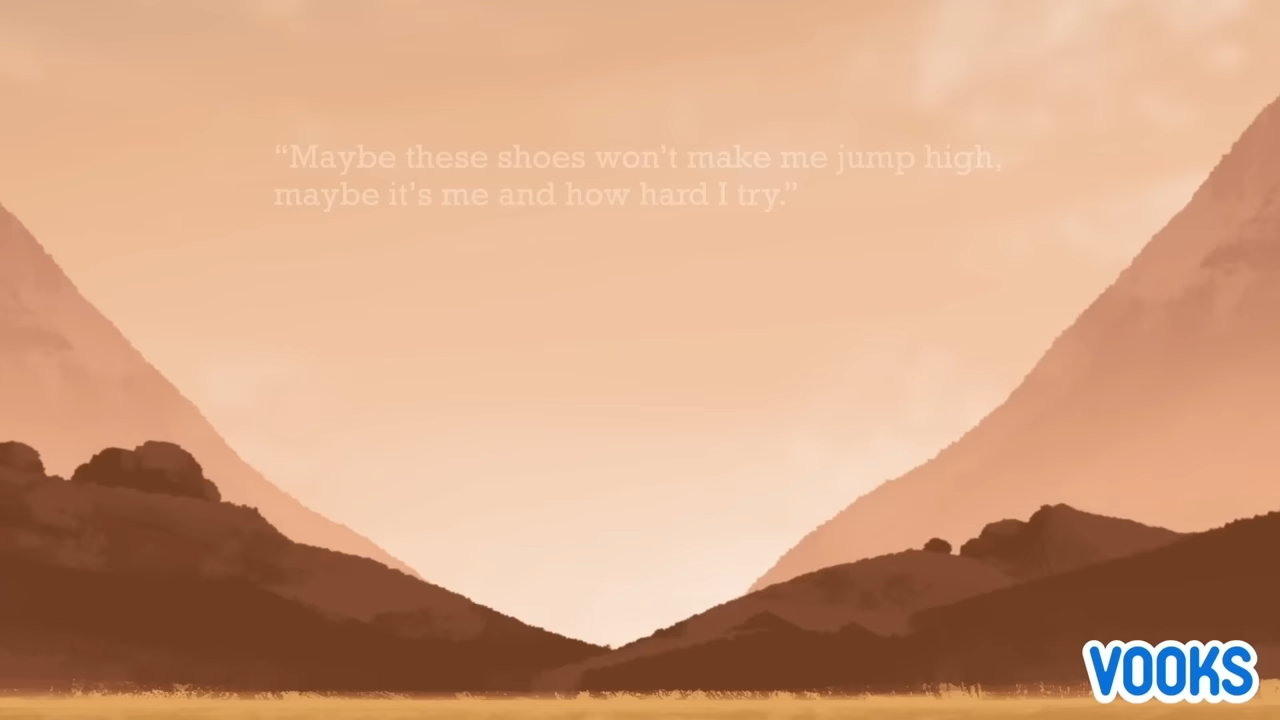 “Maybe these shoes won’t make me jump high,
maybe it’s me and how hard I try.”
VOOKS